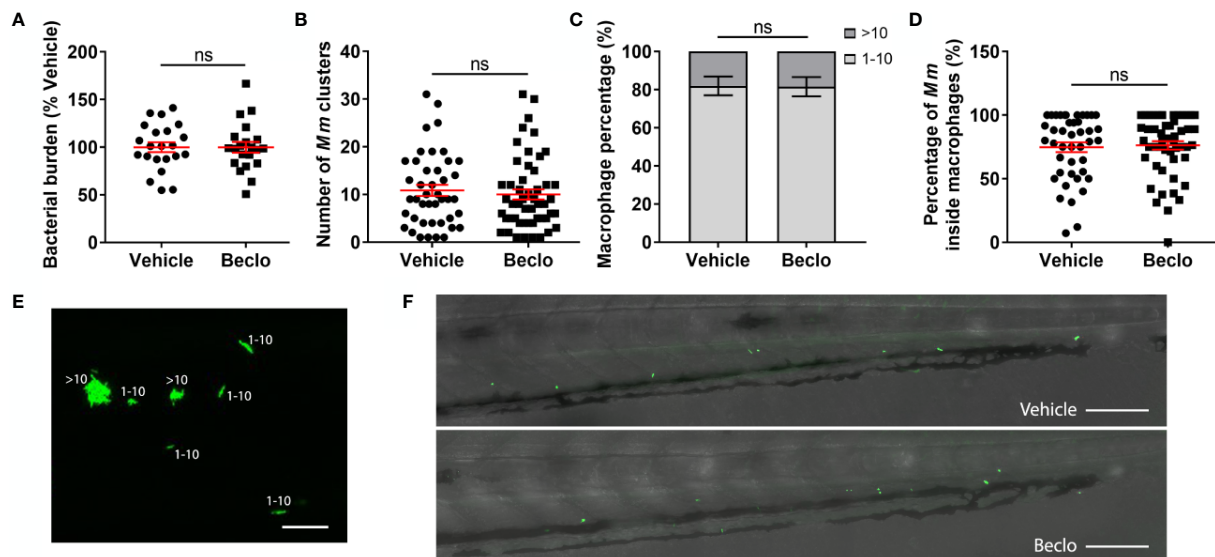 A
Bacterial burden (% Vehicle)
200
150
100
50
0
ns
Vehicle
Beclo
B
Number of Mm clusters
40
30
20
10
0
ns
Vehicle
Beclo
C
Macrophage percentage (%)
100
80
60
40
20
0
ns
>10
1-10
Vehicle
Beclo
D
Percentage of Mm
inside macrophages (%)
150
100
50
0
ns
Vehicle
Beclo
E
1-10
>10
1-10
>10
1-10
1-10
1-10
F
Vehicle
Beclo